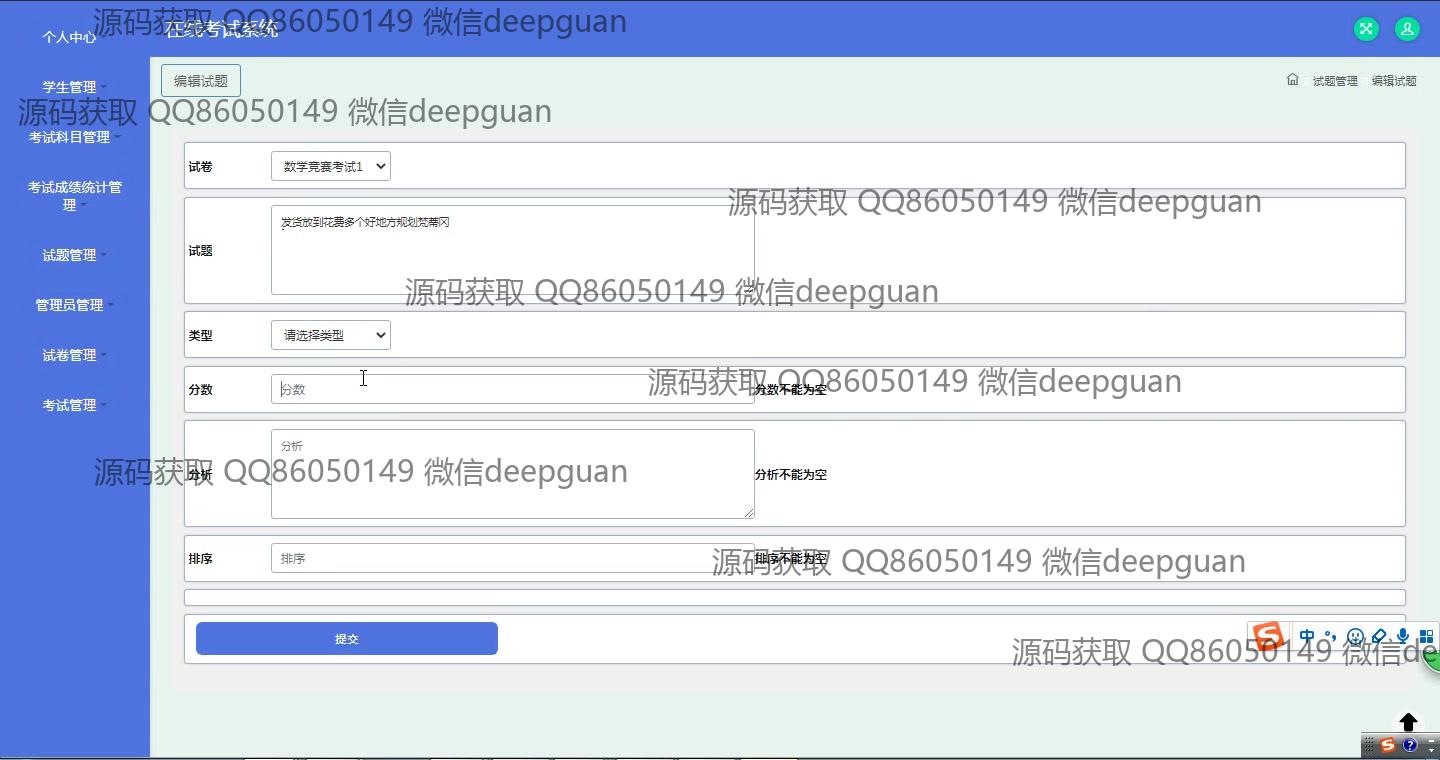 在线考试系统
源码获取 QQ86050149 微信deepguan
个人中心
学生管理
考试科目管理
考试成绩统计管
理
试题管理
管理员管理
试卷管理
考试管理
编辑试题
试题管理
编辑试题
源码获取 QQ86050149 微信deepguan
试卷
数学竞赛考试1
源码获取 QQ86050149 微信deepguan
试题
发货放到花费多个好地方规划梵蒂冈
源码获取 QQ86050149 微信deepguan
类型
请选择类型
分数
分数
分数不能为空
源码获取 QQ86050149 微信deepguan
分析
分析
分析不能为空
源码获取 QQ86050149 微信deepguan
排序
排序
排序不能为空
源码获取 QQ86050149 微信deepguan
提交
中
源码获取 QQ86050149 微信de